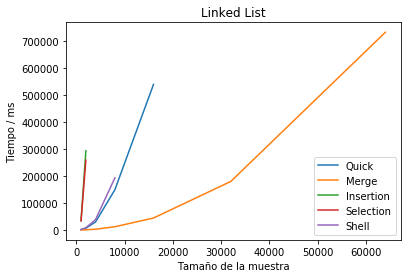 Linked List
Tiempo / ms
700000
600000
500000
400000
300000
200000
100000
0
Quick
Merge
Insertion
Selection
Shell
0 10000 20000 30000 40000 50000 60000
Tamaño de la muestra